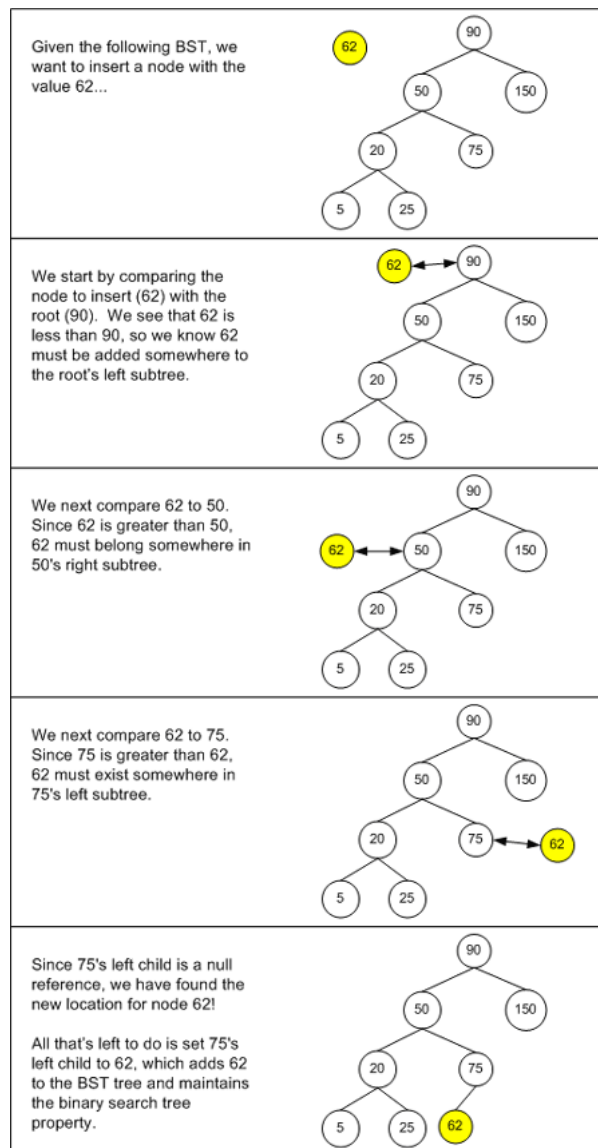 Given the following BST, we
want to insert a node with the
value 62...
62
90
50
150
20
75
5
25
We start by comparing the
node to insert (62) with the
root (90).  We see that 62 is
less than 90, so we know 62
must be added somewhere to
the root's left subtree.
62
90
50
150
20
75
5
25
We next compare 62 to 50.
Since 62 is greater than 50,
62 must belong somewhere in
50's right subtree.
90
62
50
150
20
75
5
25
We next compare 62 to 75.
Since 75 is greater than 62,
62 must exist somewhere in
75's left subtree.
90
50
150
20
75
62
5
25
Since 75's left child is a null
reference, we have found the
new location for node 62!
All that's left to do is set 75's
left child to 62, which adds 62
to the BST tree and maintains
the binary search tree
property.
90
50
150
20
75
5
25
62